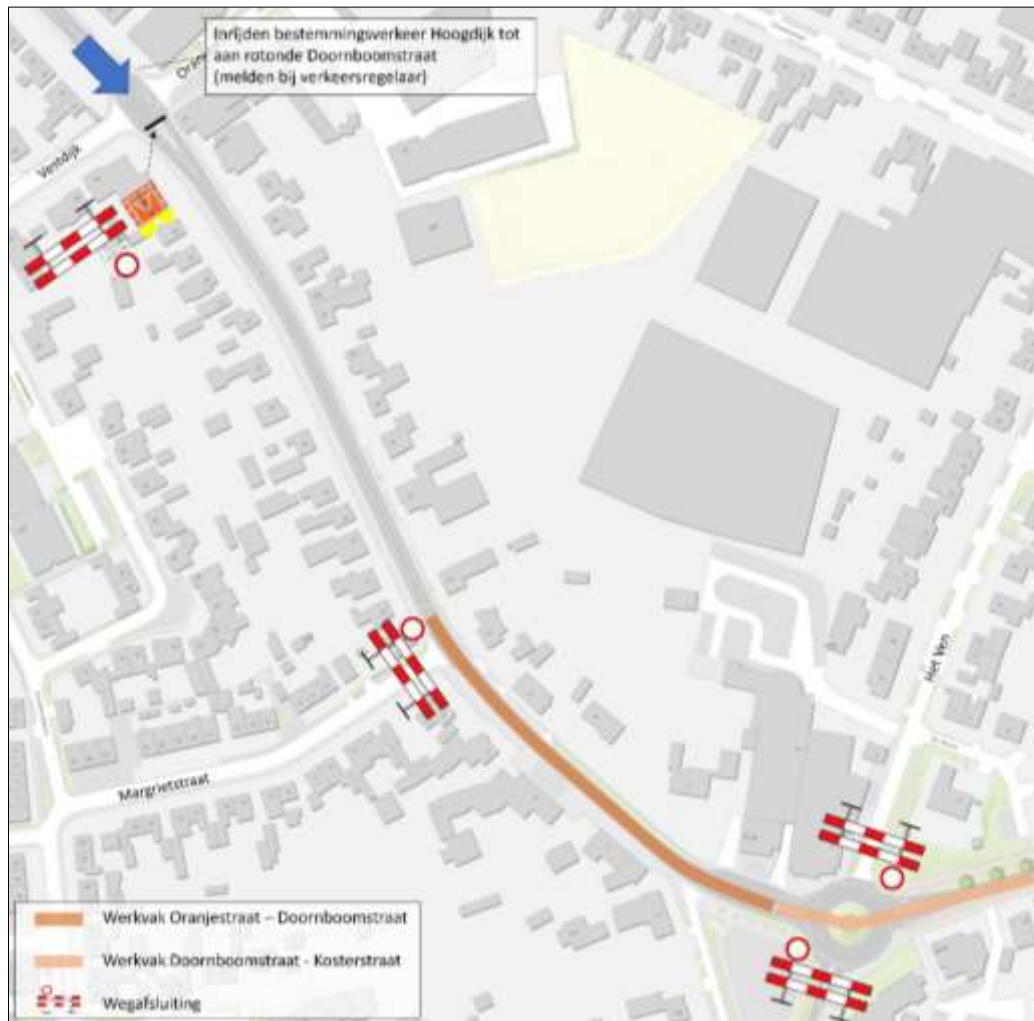 Inrijden bestemmingsverkeer Hoogdijk tot
aan rotonde Doornboomstraat
(melden bij verkeersregelaar)
Ventdijk
Margrietstraat
Het Ven
Werkvak Oranjestraat – Doornboomstraat
Werkvak Doornboomstraat - Kosterstraat
Wegafsluiting